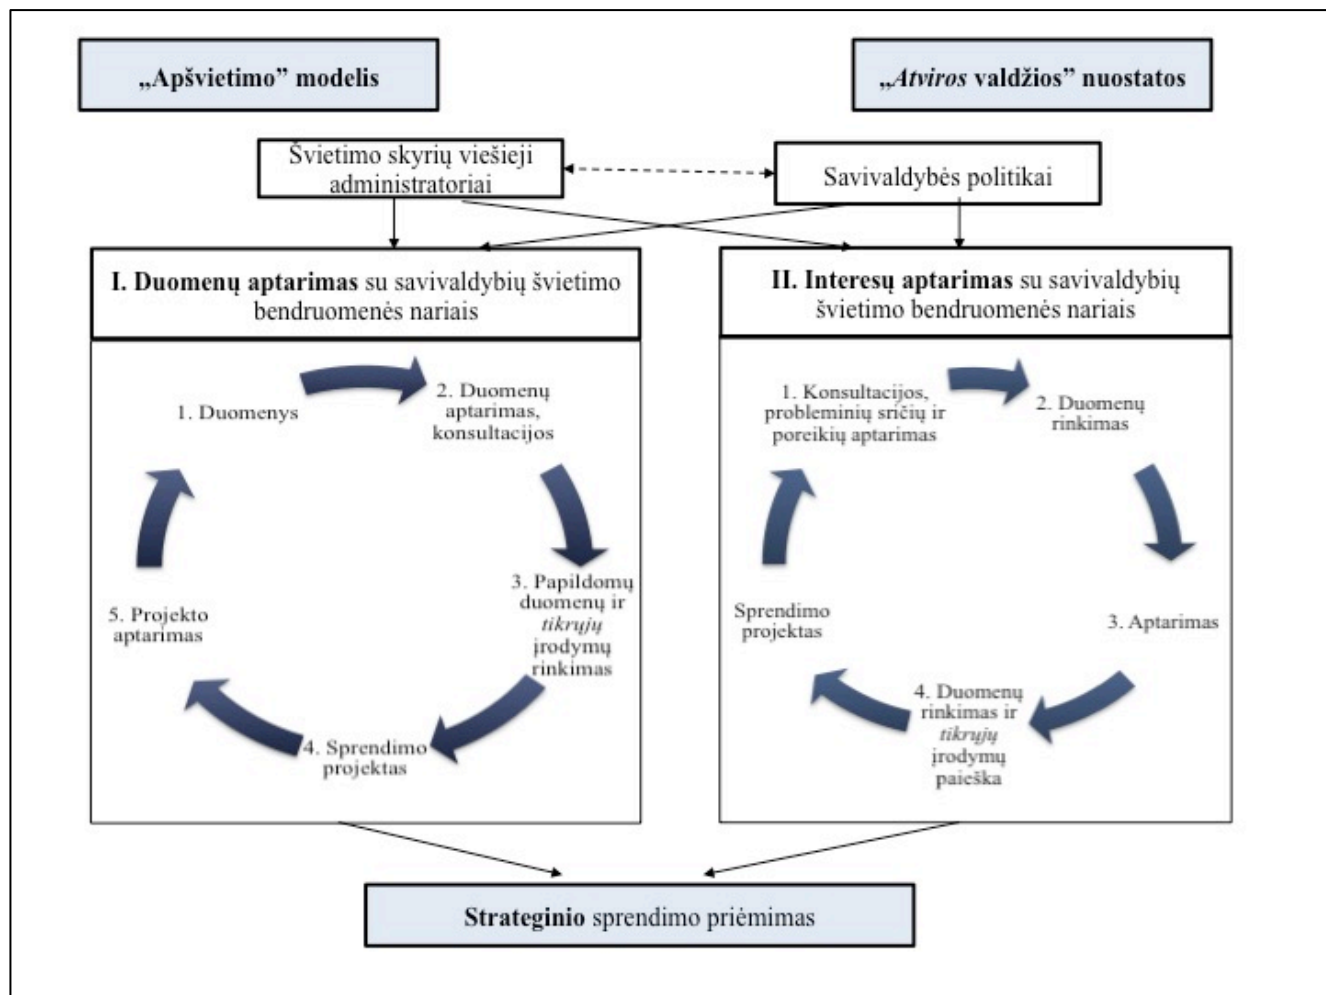 „Apšvietimo” modelis
„Atviros valdžios” nuostatos
Švietimo skyrių viešieji
administratoriai
Savivaldybės politikai
I. Duomenų aptarimas su savivaldybių švietimo
bendruomenės nariais
1. Duomenys
2. Duomenų
aptarimas,
konsultacijos
3. Papildomų
duomenų ir
tikrųjų
įrodymų
rinkimas
4. Sprendimo
projektas
5. Projekto
aptarimas
II. Interesų aptarimas su savivaldybių
švietimo bendruomenės nariais
1. Konsultacijos,
probleminių sričių ir
poreikių aptarimas
2. Duomenų
rinkimas
3. Aptarimas
4. Duomenų
rinkimas ir
tikrųjų
įrodymų
paieška
Sprendimo
projektas
Strateginio sprendimo priėmimas